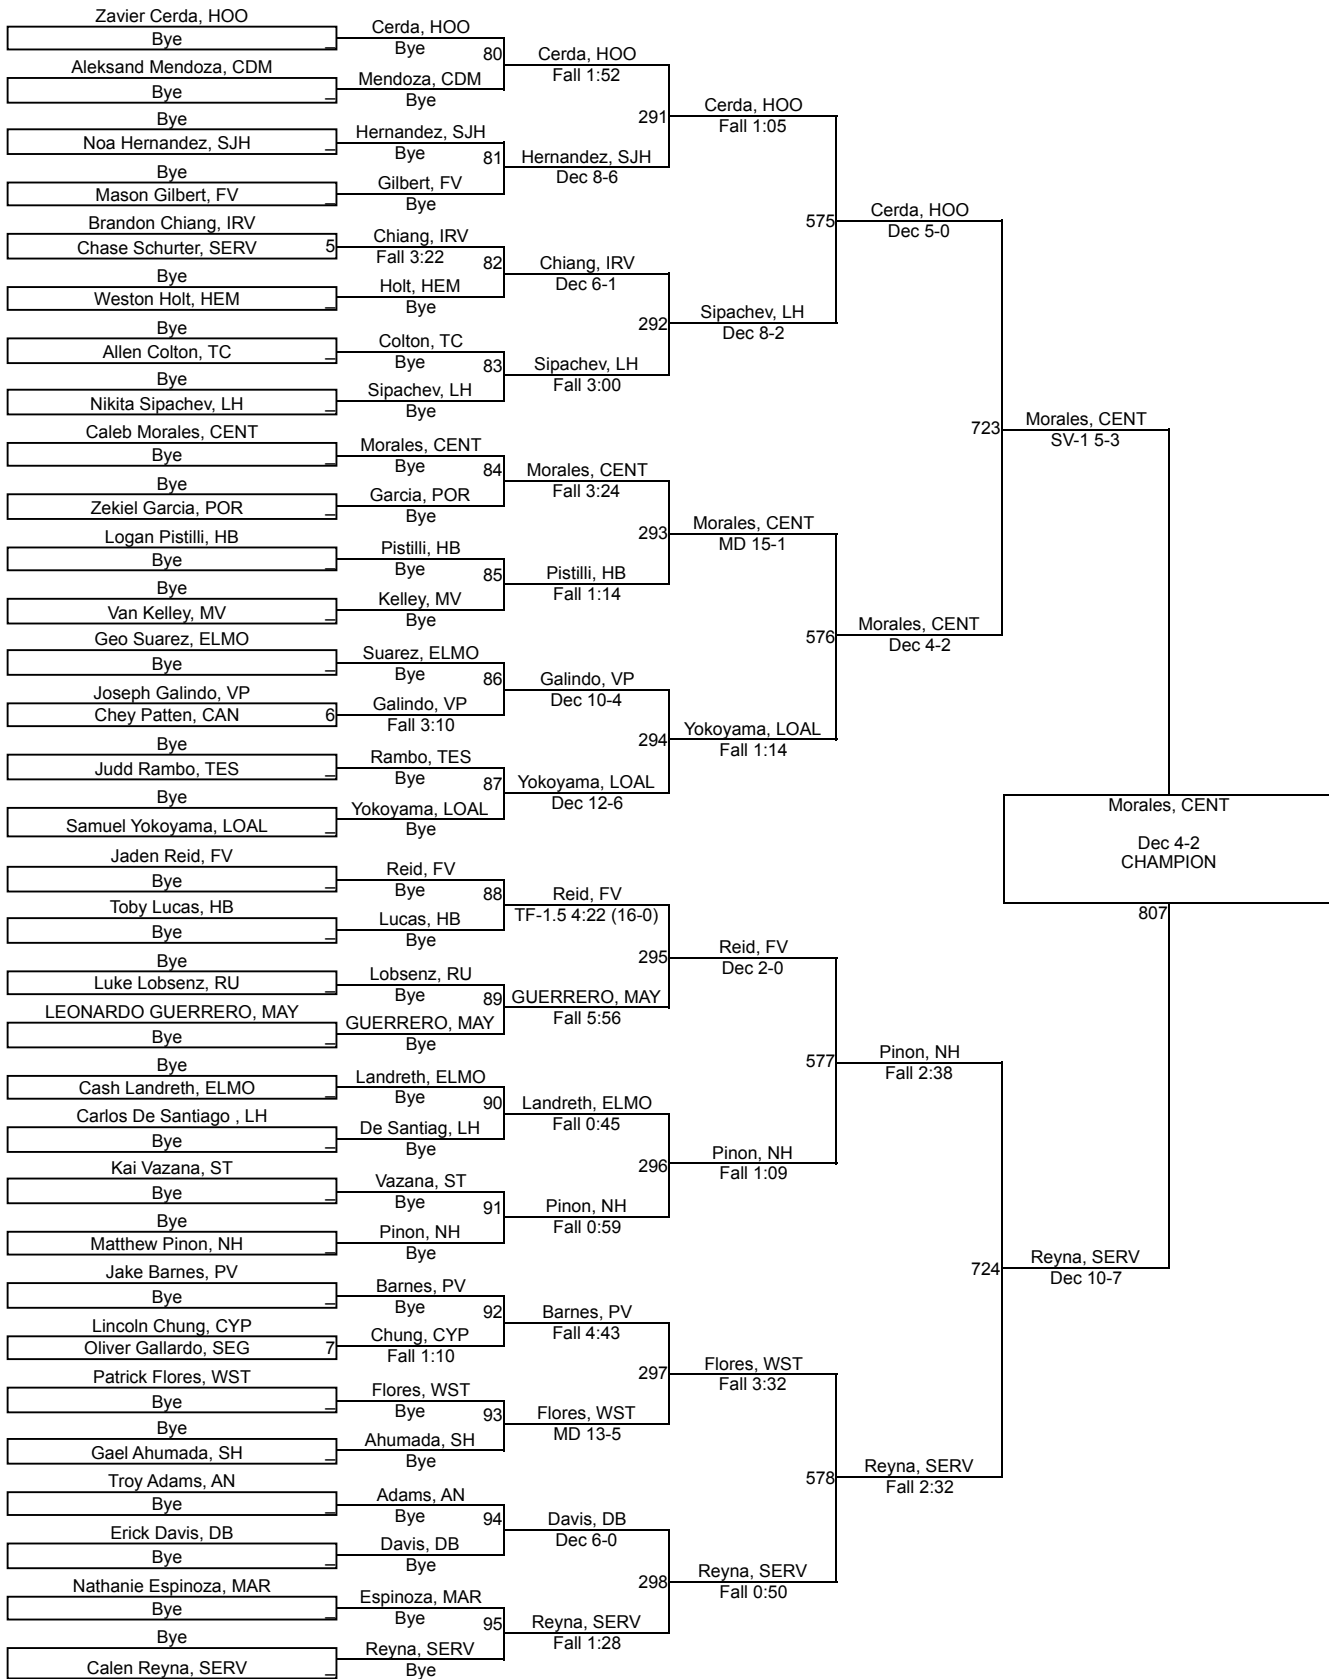 Zavier Cerda, HOO
Bye _
Aleksand Mendoza, CDM
Bye _
Bye
Noa Hernandez, SJH _
Bye
Mason Gilbert, FV _
Brandon Chiang, IRV
Chase Schurter, SERV 5
Bye
Weston Holt, HEM _
Bye
Allen Colton, TC _
Bye
Nikita Sipachev, LH _
Caleb Morales, CENT
Bye _
Bye
Zekiel Garcia, POR _
Logan Pistilli, HB
Bye _
Bye
Van Kelley, MV _
Geo Suarez, ELMO
Bye _
Joseph Galindo, VP
Chey Patten, CAN 6
Bye
Judd Rambo, TES _
Bye
Samuel Yokoyama, LOAL _
Jaden Reid, FV
Bye _
Toby Lucas, HB
Bye _
Bye
Luke Lobsenz, RU _
LEONARDO GUERRERO, MAY
Bye _
Bye
Cash Landreth, ELMO _
Carlos De Santiago , LH
Bye _
Kai Vazana, ST
Bye _
Bye
Matthew Pinon, NH _
Jake Barnes, PV
Bye _
Lincoln Chung, CYP
Oliver Gallardo, SEG 7
Patrick Flores, WST
Bye _
Bye
Gael Ahumada, SH _
Troy Adams, AN
Bye _
Erick Davis, DB
Bye _
Nathanie Espinoza, MAR
Bye _
Bye
Calen Reyna, SERV _
Cerda, HOO
Bye
80
Mendoza, CDM
Bye
Hernandez, SJH
Bye
81
Gilbert, FV
Bye
Chiang, IRV
Fall 3:22
82
Holt, HEM
Bye
Colton, TC
Bye
83
Sipachev, LH
Bye
Morales, CENT
Bye
84
Garcia, POR
Bye
Pistilli, HB
Bye
85
Kelley, MV
Bye
Suarez, ELMO
Bye
86
Galindo, VP
Fall 3:10
Rambo, TES
Bye
87
Yokoyama, LOAL
Bye
Reid, FV
Bye
88
Lucas, HB
Bye
Lobsenz, RU
Bye
89
GUERRERO, MAY
Bye
Landreth, ELMO
Bye
90
De Santiag, LH
Bye
Vazana, ST
Bye
91
Pinon, NH
Bye
Barnes, PV
Bye
92
Chung, CYP
Fall 1:10
Flores, WST
Bye
93
Ahumada, SH
Bye
Adams, AN
Bye
94
Davis, DB
Bye
Espinoza, MAR
Bye
95
Reyna, SERV
Bye
Cerda, HOO
Fall 1:52
291
Hernandez, SJH
Dec 8-6
Chiang, IRV
Dec 6-1
292
Sipachev, LH
Fall 3:00
Morales, CENT
Fall 3:24
293
Pistilli, HB
Fall 1:14
Galindo, VP
Dec 10-4
294
Yokoyama, LOAL
Dec 12-6
Reid, FV
TF-1.5 4:22 (16-0)
295
GUERRERO, MAY
Fall 5:56
Landreth, ELMO
Fall 0:45
296
Pinon, NH
Fall 0:59
Barnes, PV
Fall 4:43
297
Flores, WST
MD 13-5
Davis, DB
Dec 6-0
298
Reyna, SERV
Fall 1:28
Cerda, HOO
Fall 1:05
575
Sipachev, LH
Dec 8-2
Morales, CENT
MD 15-1
576
Yokoyama, LOAL
Fall 1:14
Reid, FV
Dec 2-0
577
Pinon, NH
Fall 1:09
Flores, WST
Fall 3:32
578
Reyna, SERV
Fall 0:50
Cerda, HOO
Dec 5-0
723
Morales, CENT
Dec 4-2
Pinon, NH
Fall 2:38
724
Reyna, SERV
Fall 2:32
Morales, CENT
SV-1 5-3
Reyna, SERV
Dec 10-7
Morales, CENT
Dec 4-2
CHAMPION
807